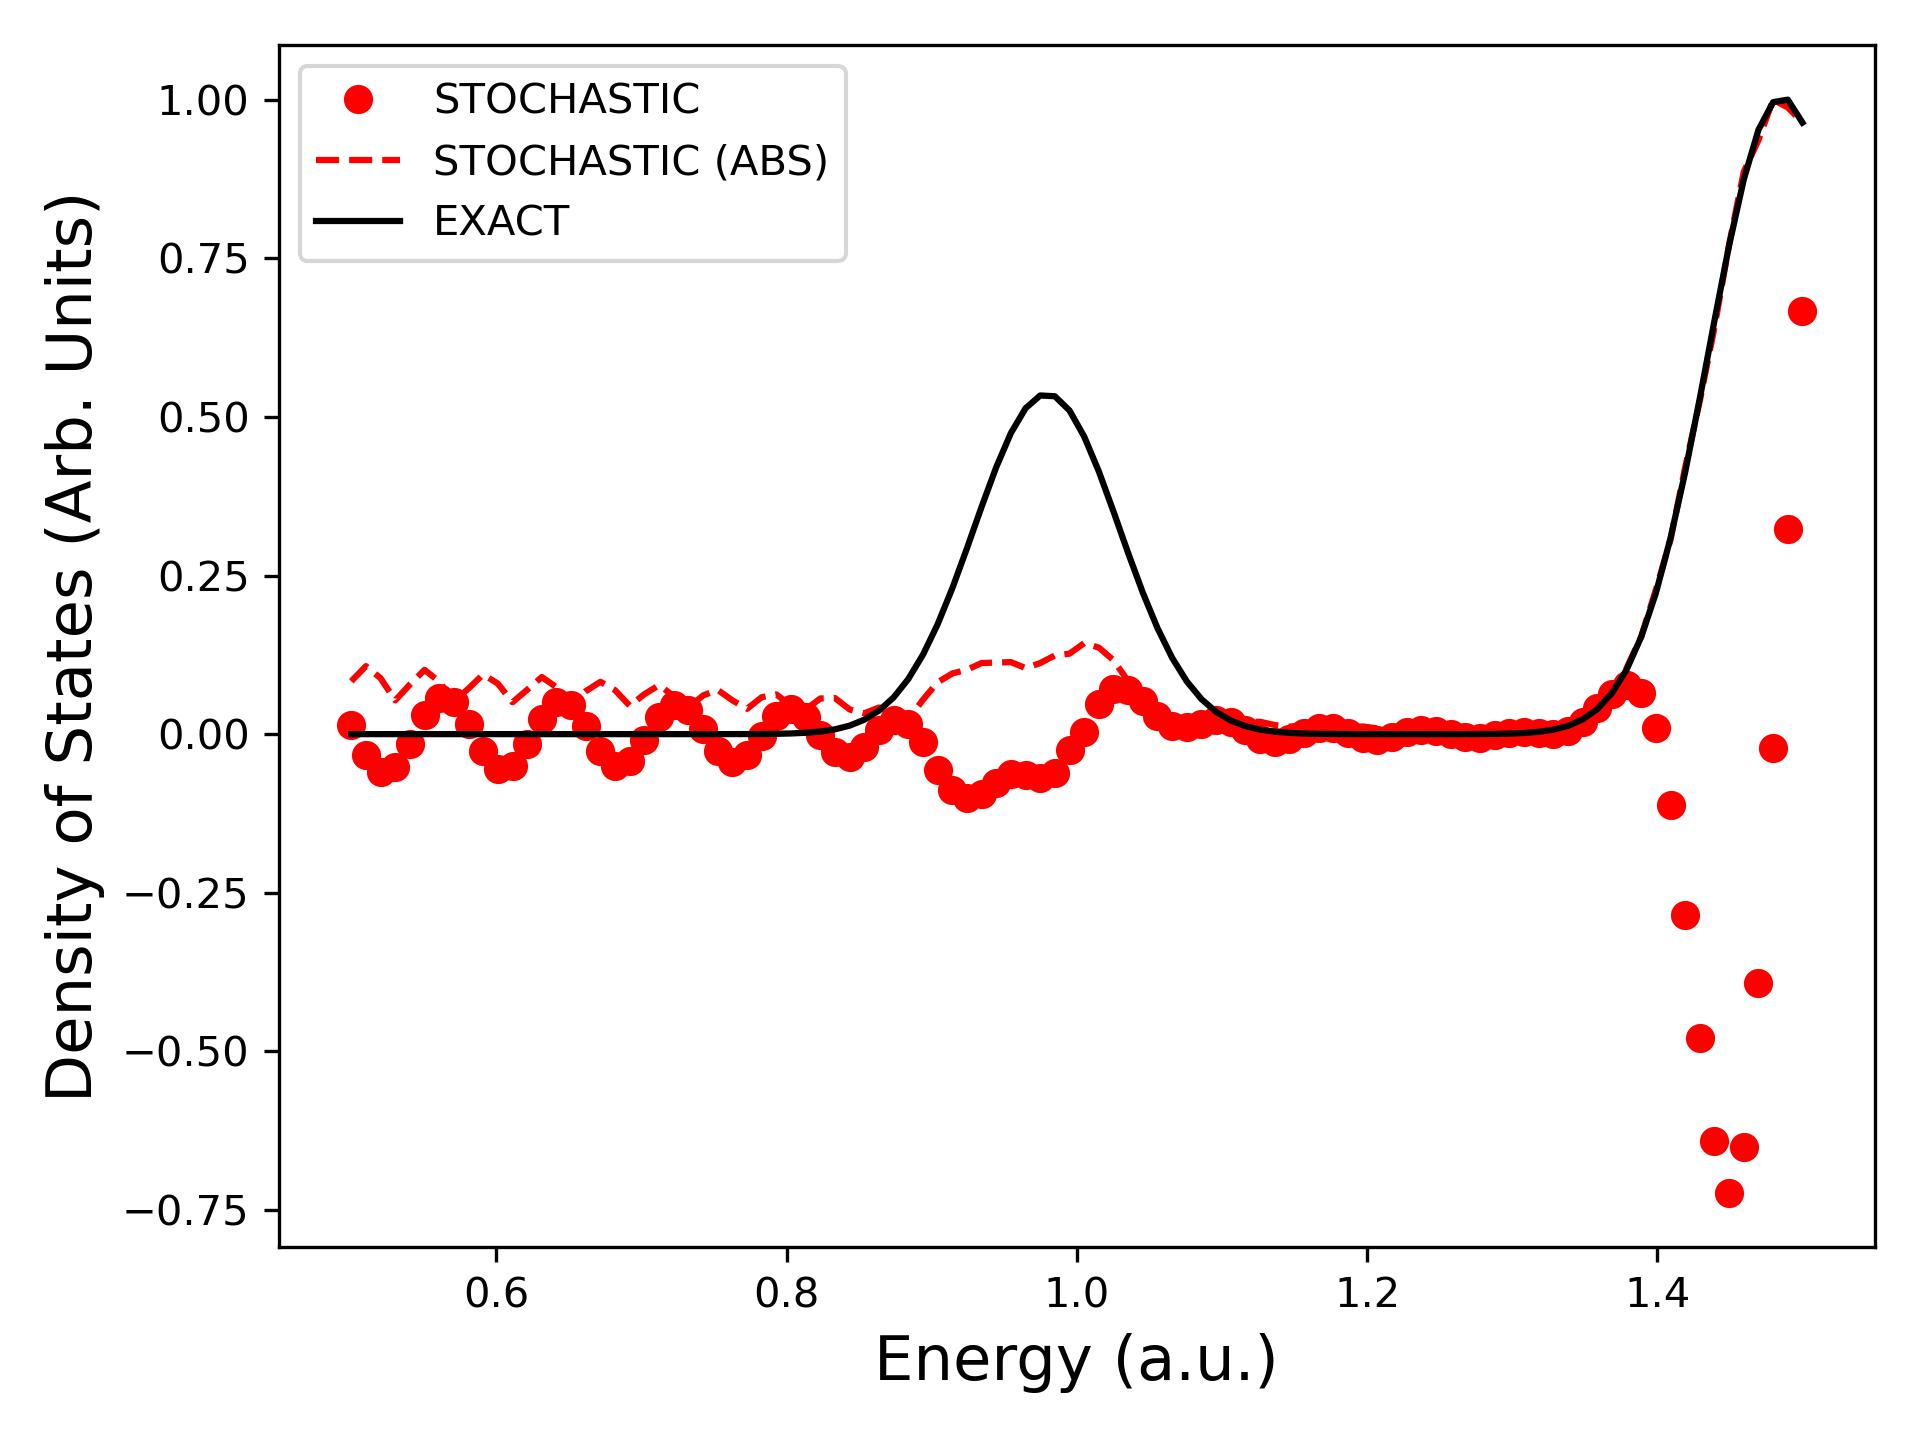 1.00
0.75
0.50
0.25
0.00
−0.25
−0.50
−0.75
Density of States (Arb. Units)
STOCHASTIC
STOCHASTIC (ABS)
EXACT
0.6 0.8 1.0 1.2 1.4
Energy (a.u.)